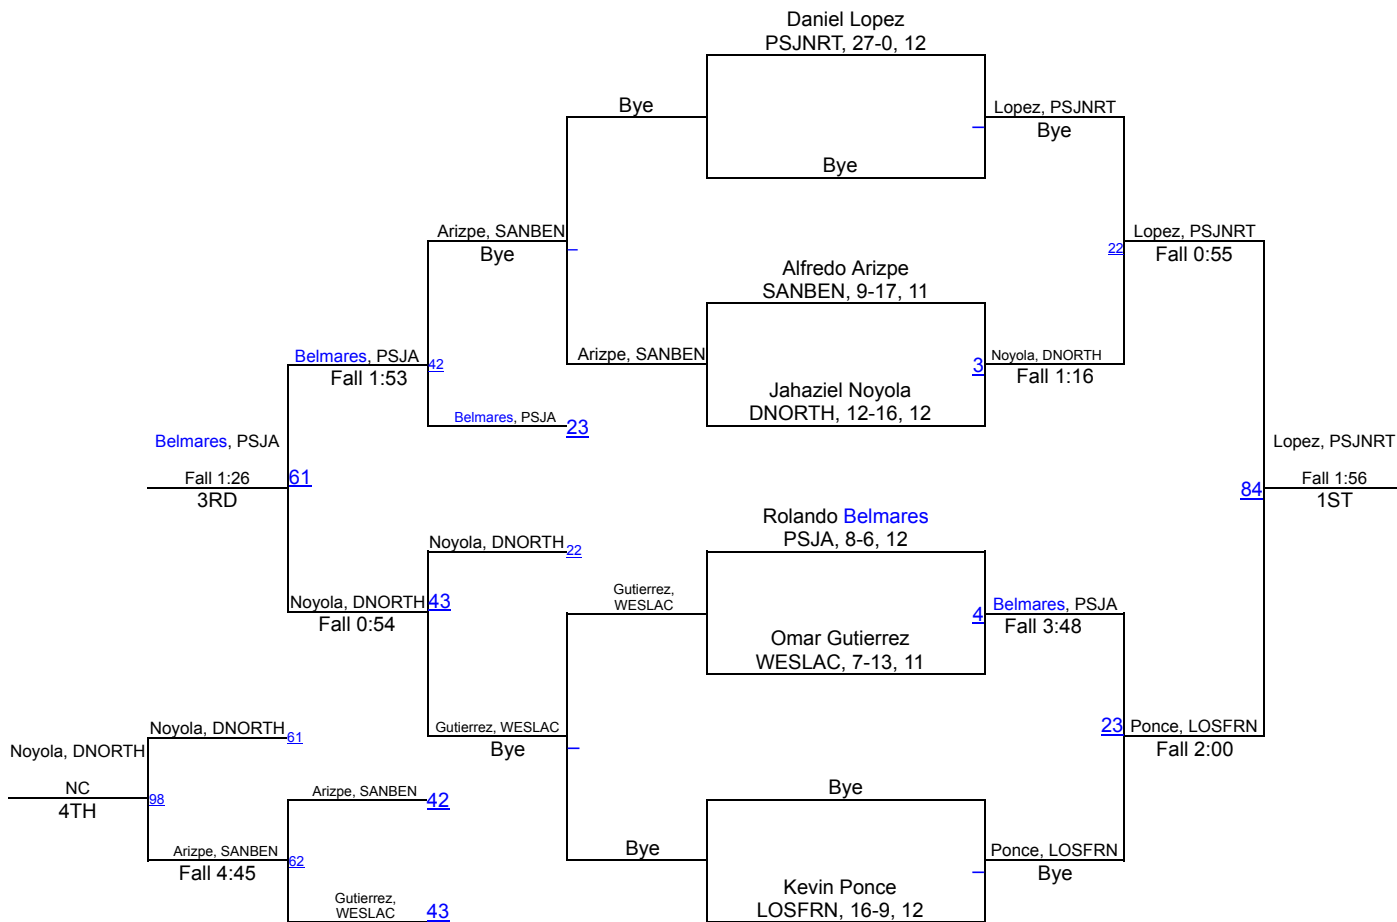 Daniel Lopez
PSJNRT, 27-0, 12
Bye
Lopez, PSJNRT
Bye
Bye
Arizpe, SANBEN
Bye
Lopez, PSJNRT
22
Fall 0:55
Alfredo Arizpe
SANBEN, 9-17, 11
Belmares, PSJA
42
Fall 1:53
Arizpe, SANBEN
3
Noyola, DNORTH
Fall 1:16
Jahaziel Noyola
DNORTH, 12-16, 12
Belmares, PSJA
23
Belmares, PSJA
Fall 1:26
61
3RD
Lopez, PSJNRT
84
Fall 1:56
1ST
Rolando Belmares
PSJA, 8-6, 12
Noyola, DNORTH
22
Gutierrez,
WESLAC
Noyola, DNORTH
43
Fall 0:54
4
Belmares, PSJA
Fall 3:48
Omar Gutierrez
WESLAC, 7-13, 11
Noyola, DNORTH
61
Gutierrez, WESLAC
Bye
23
Ponce, LOSFRN
Fall 2:00
Noyola, DNORTH
NC
98
4TH
Arizpe, SANBEN
42
Bye
Arizpe, SANBEN
62
Fall 4:45
Bye
Ponce, LOSFRN
Bye
Kevin Ponce
LOSFRN, 16-9, 12
Gutierrez,
WESLAC
43